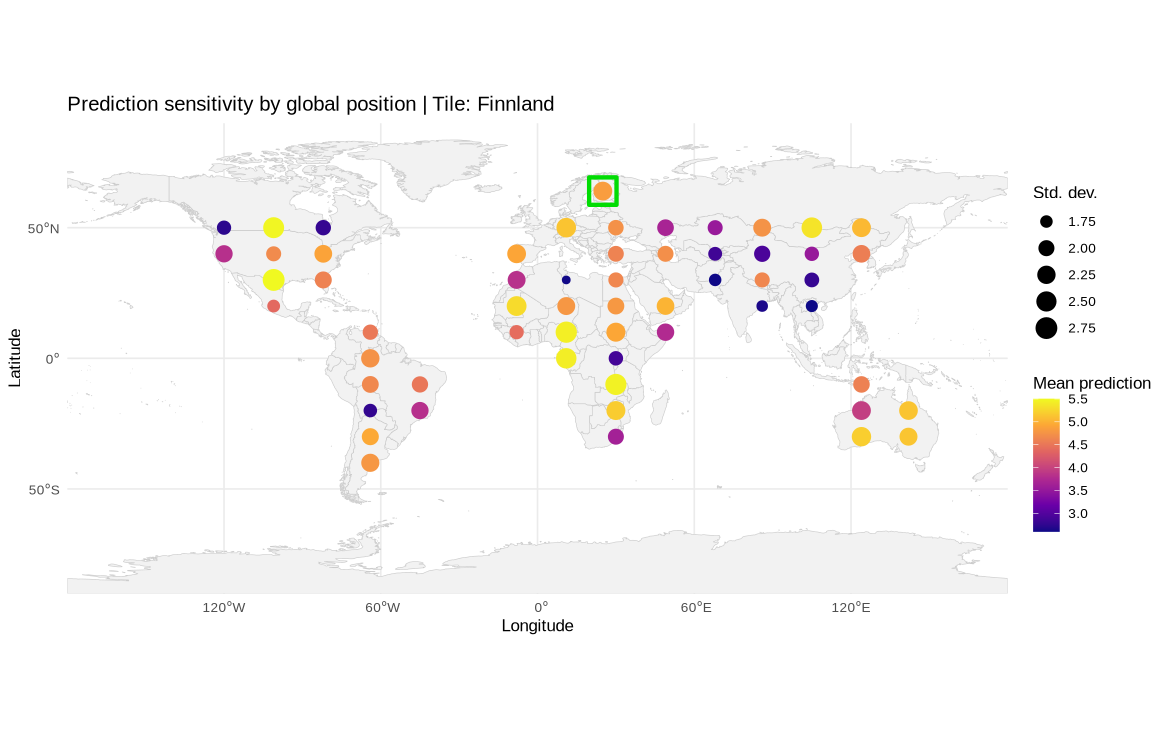 Prediction sensitivity by global position | Tile: Finnland
Latitude
50°N
0°
50°S
120°W
60°W
0°
60°E
120°E
Longitude
Std. dev.
1.75
2.00
2.25
2.50
2.75
Mean prediction
5.5
5.0
4.5
4.0
3.5
3.0